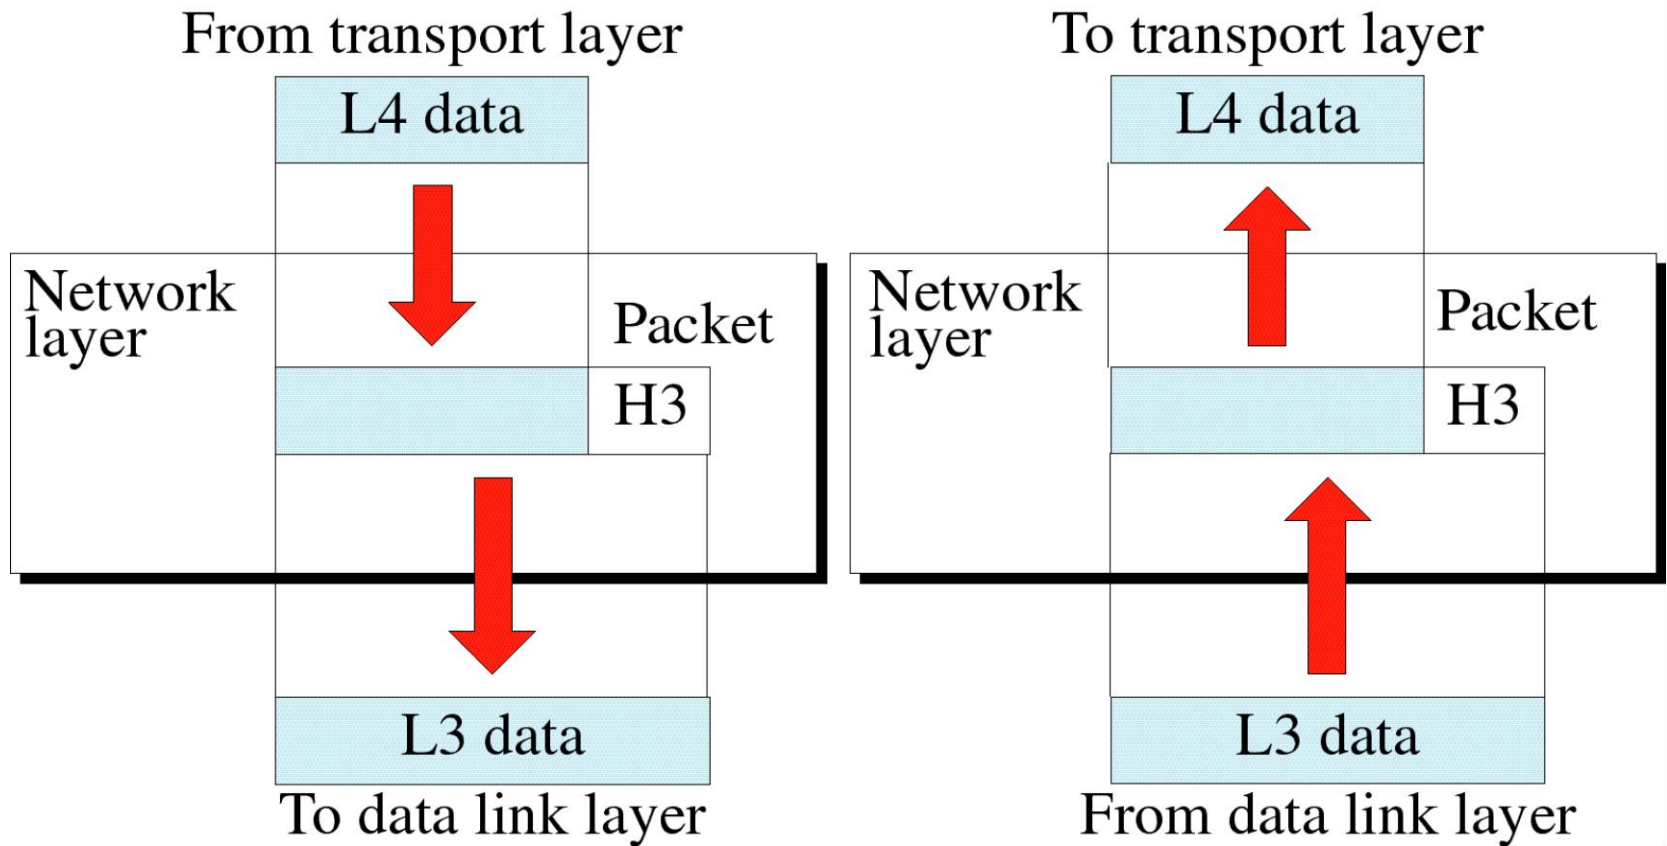 From transport layer
L4 data
Network
layer
Packet
H3
L3 data
To data link layer
To transport layer
L4 data
Network
layer
Packet
H3
L3 data
From data link layer